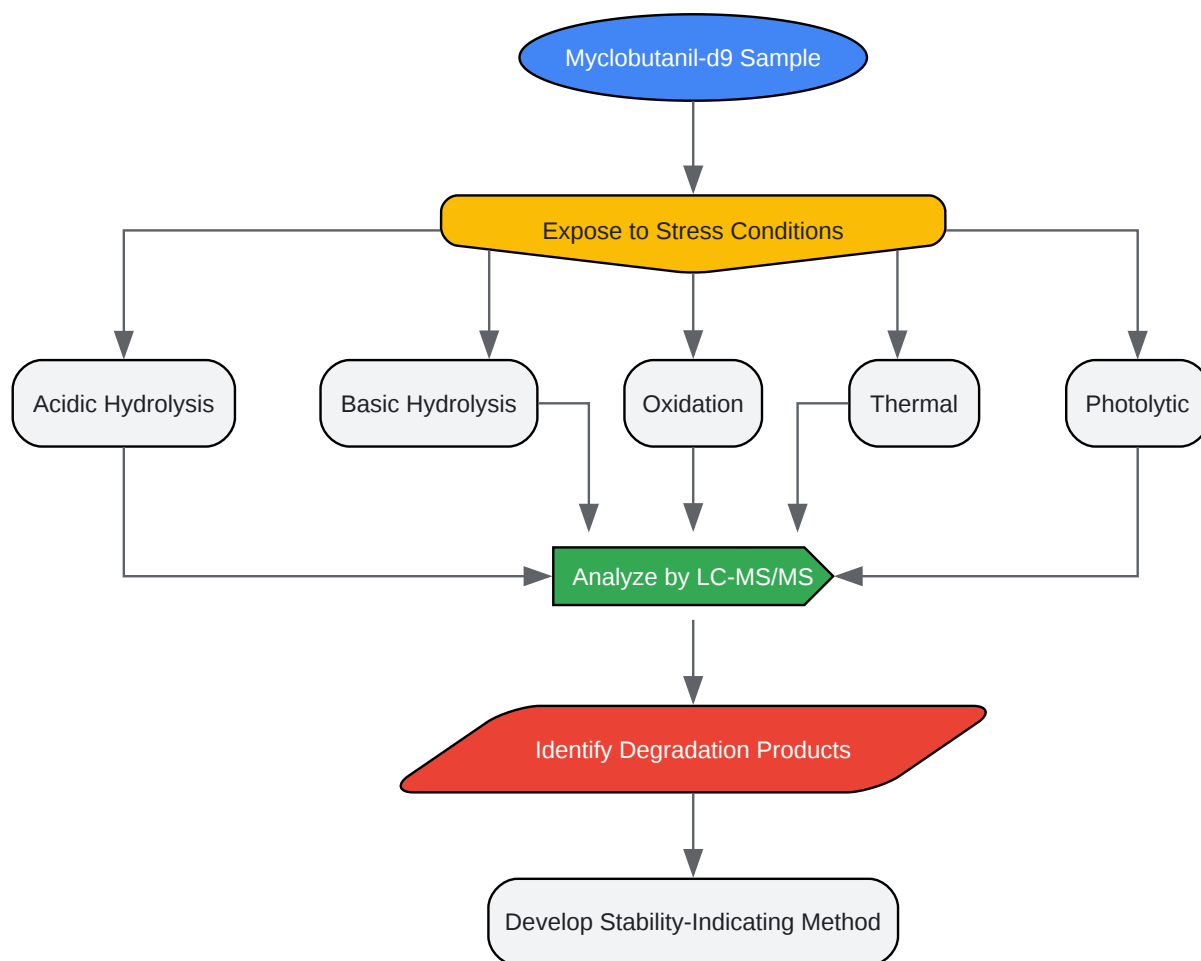 Myclobutanil-d9 Sample
Expose to Stress Conditions
Acidic Hydrolysis
Basic Hydrolysis
Oxidation
Thermal
Photolytic
Analyze by LC-MS/MS
Identify Degradation Products
Develop Stability-Indicating Method